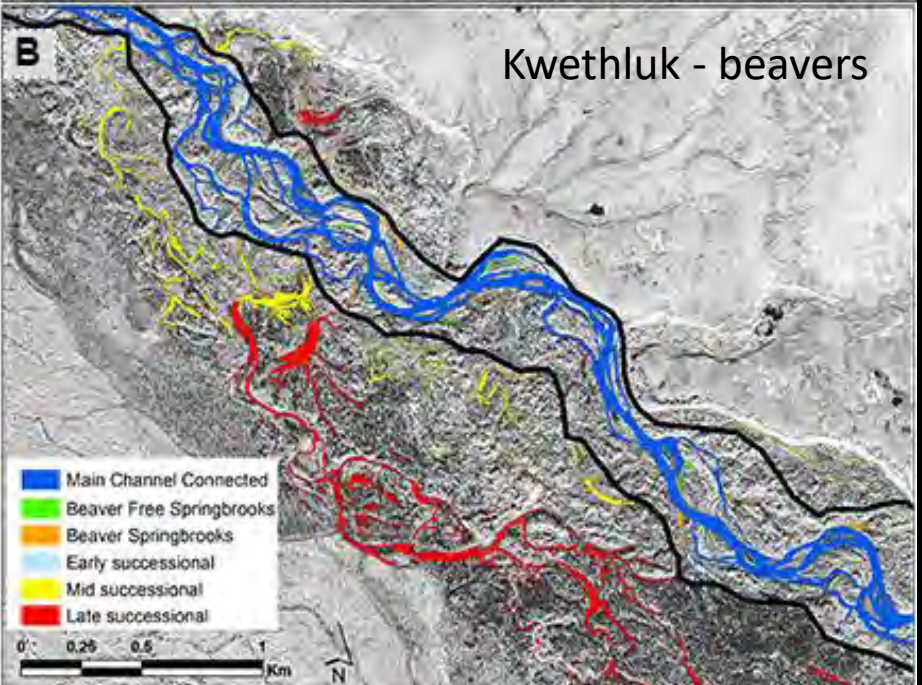 B
Kwethluk - beavers
Main Channel Connected
Beaver Free Springbrooks
Beaver Springbrooks
Early successional
Mid successional
Late successional
0 0.25 0.5 1
Km
N